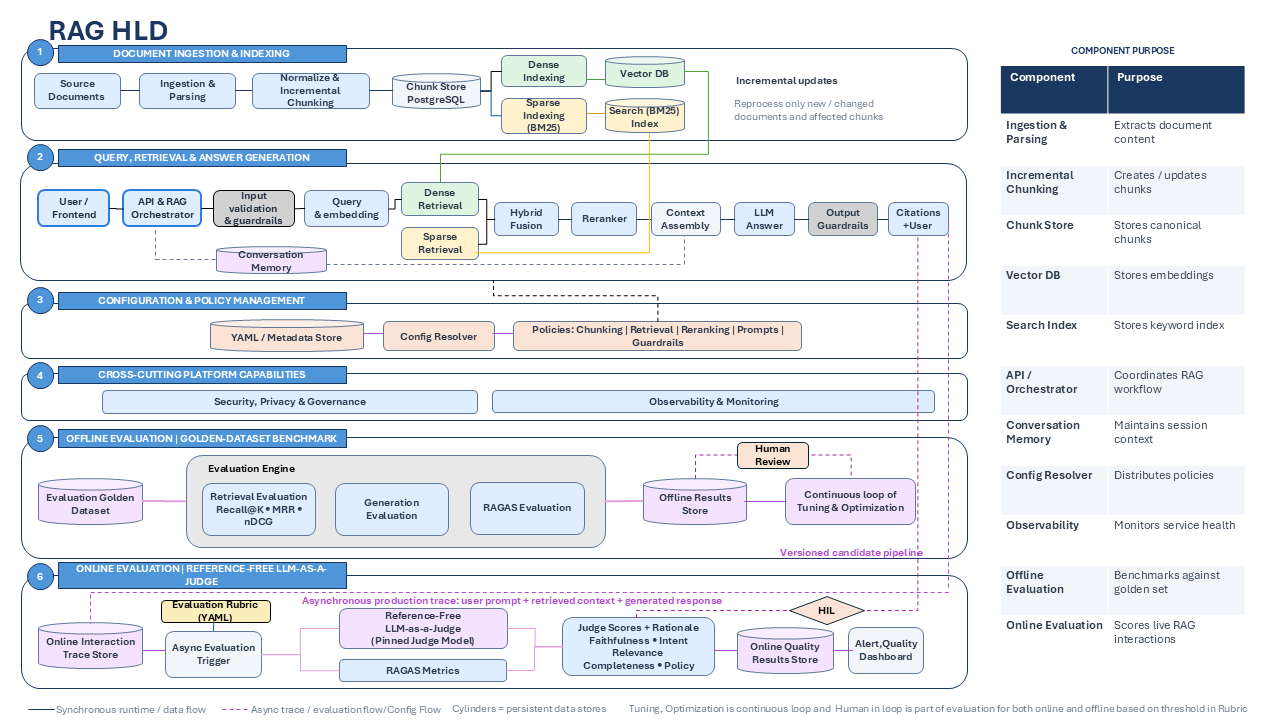 RAG HLD
1
DOCUMENT INGESTION & INDEXING
Source
Documents
Ingestion &
Parsing
Normalize &
Incremental
Chunking
Chunk Store
PostgreSQL
Dense
Indexing
Sparse
Indexing
(BM25)
Vector DB
Search (BM25)
Index
Incremental updates
Reprocess only new / changed
documents and affected chunks
2
QUERY, RETRIEVAL & ANSWER GENERATION
User /
Frontend
API & RAG
Orchestrator
Input
validation
& guardrails
Query
& embedding
Dense
Retrieval
Sparse
Retrieval
Hybrid
Fusion
Reranker
Context
Assembly
LLM
Answer
Output
Guardrails
Citations
+User
Conversation
Memory
3
CONFIGURATION & POLICY MANAGEMENT
YAML / Metadata Store
Config Resolver
Policies: Chunking | Retrieval | Reranking | Prompts |
Guardrails
4
CROSS-CUTTING PLATFORM CAPABILITIES
Security, Privacy & Governance
Observability & Monitoring
5
OFFLINE EVALUATION | GOLDEN-DATASET BENCHMARK
Evaluation Golden
Dataset
Evaluation Engine
Retrieval Evaluation
Recall@K • MRR •
nDCG
Generation
Evaluation
RAGAS Evaluation
Offline Results
Store
Human
Review
Continuous loop of
Tuning & Optimization
Versioned candidate pipeline
6
ONLINE EVALUATION | REFERENCE-FREE LLM-AS-A-
JUDGE
Asynchronous production trace: user prompt + retrieved context + generated response
Online Interaction
Trace Store
Evaluation Rubric
(YAML)
Async Evaluation
Trigger
Reference-Free
LLM-as-a-Judge
(Pinned Judge Model)
RAGAS Metrics
Judge Scores + Rationale
Faithfulness • Intent
Relevance
Completeness • Policy
HIL
Online Quality
Results Store
Alert,Quality
Dashboard
Synchronous runtime / data flow
Async trace / evaluation flow/Config Flow
Cylinders = persistent data stores
Tuning, Optimization is continuous loop and Human in loop is part of evaluation for both online and offline based on threshold in Rubric
COMPONENT PURPOSE
Component
Purpose
Ingestion &
Parsing
Extracts document
content
Incremental
Chunking
Creates / updates
chunks
Chunk Store
Stores canonical
chunks
Vector DB
Stores embeddings
Search Index
Stores keyword index
API /
Orchestrator
Coordinates RAG
workflow
Conversation
Memory
Maintains session
context
Config Resolver
Distributes policies
Observability
Monitors service health
Offline
Evaluation
Benchmarks against
golden set
Online Evaluation
Scores live RAG
interactions